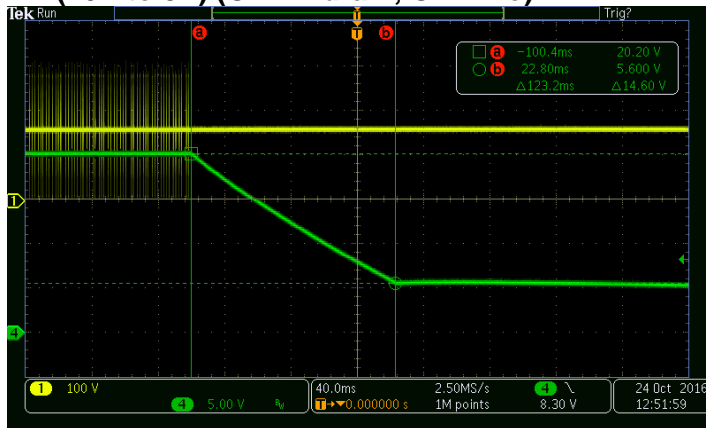 Tek Run
Trig?
a
b
T
a −100.4ms 20.20 V
b 22.80ms 5.600 V
Δ123.2ms Δ14.60 V
1
4
1 100 V
4 5.00 V BW
40.0ms 2.50MS/s 4
T→▼0.000000 s 1M points 8.30 V
24 Oct 2016
12:51:59